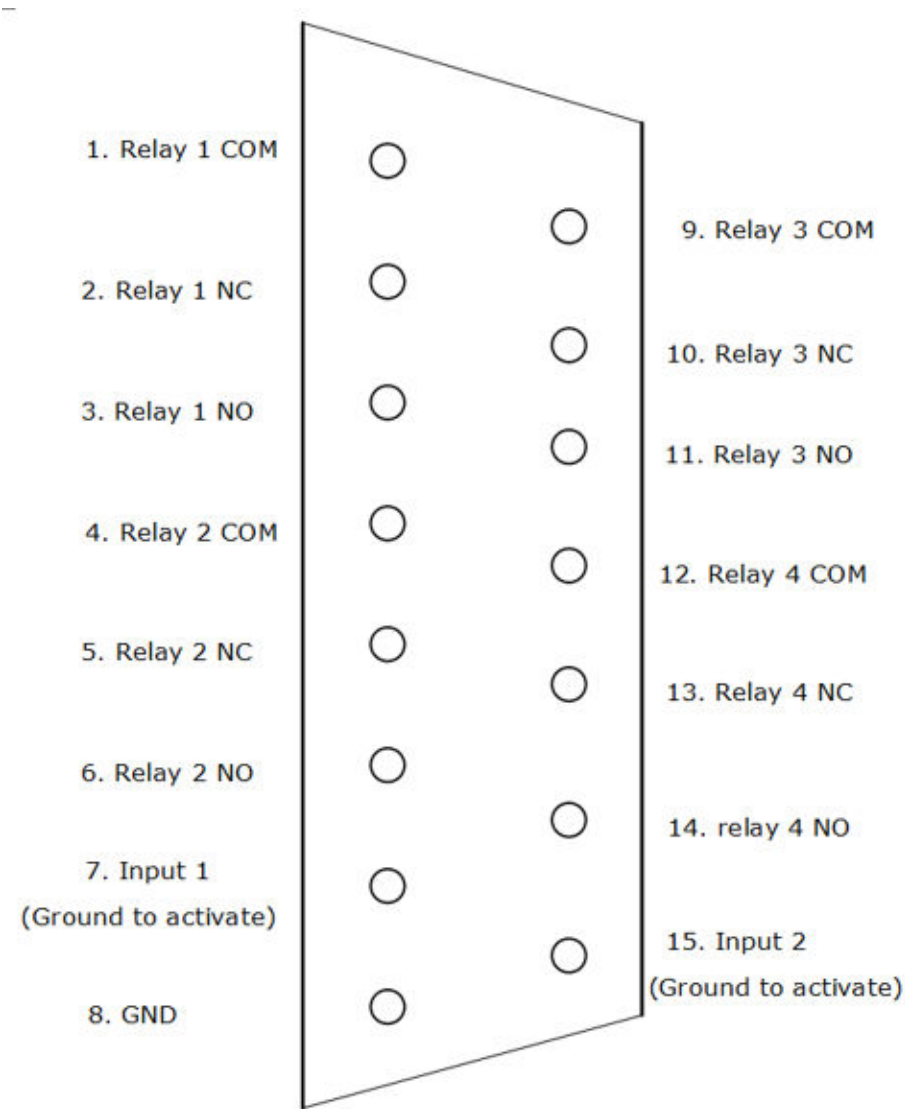 1. Relay 1 COM
2. Relay 1 NC
3. Relay 1 NO
4. Relay 2 COM
5. Relay 2 NC
6. Relay 2 NO
7. Input 1
(Ground to activate)
8. GND
9. Relay 3 COM
10. Relay 3 NC
11. Relay 3 NO
12. Relay 4 COM
13. Relay 4 NC
14. relay 4 NO
15. Input 2
(Ground to activate)